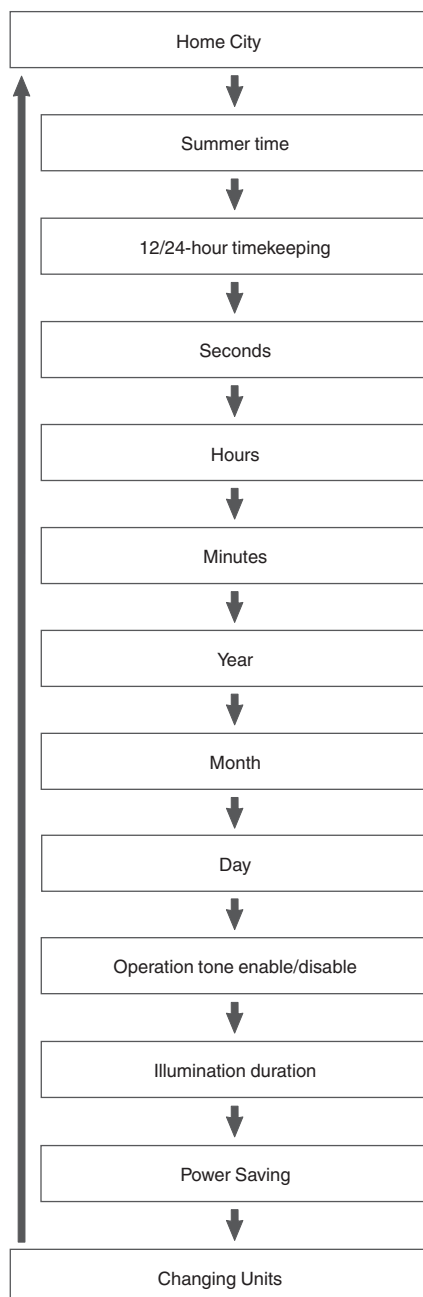 Home City
Summer time
12/24-hour timekeeping
Seconds
Hours
Minutes
Year
Month
Day
Operation tone enable/disable
Illumination duration
Power Saving
Changing Units